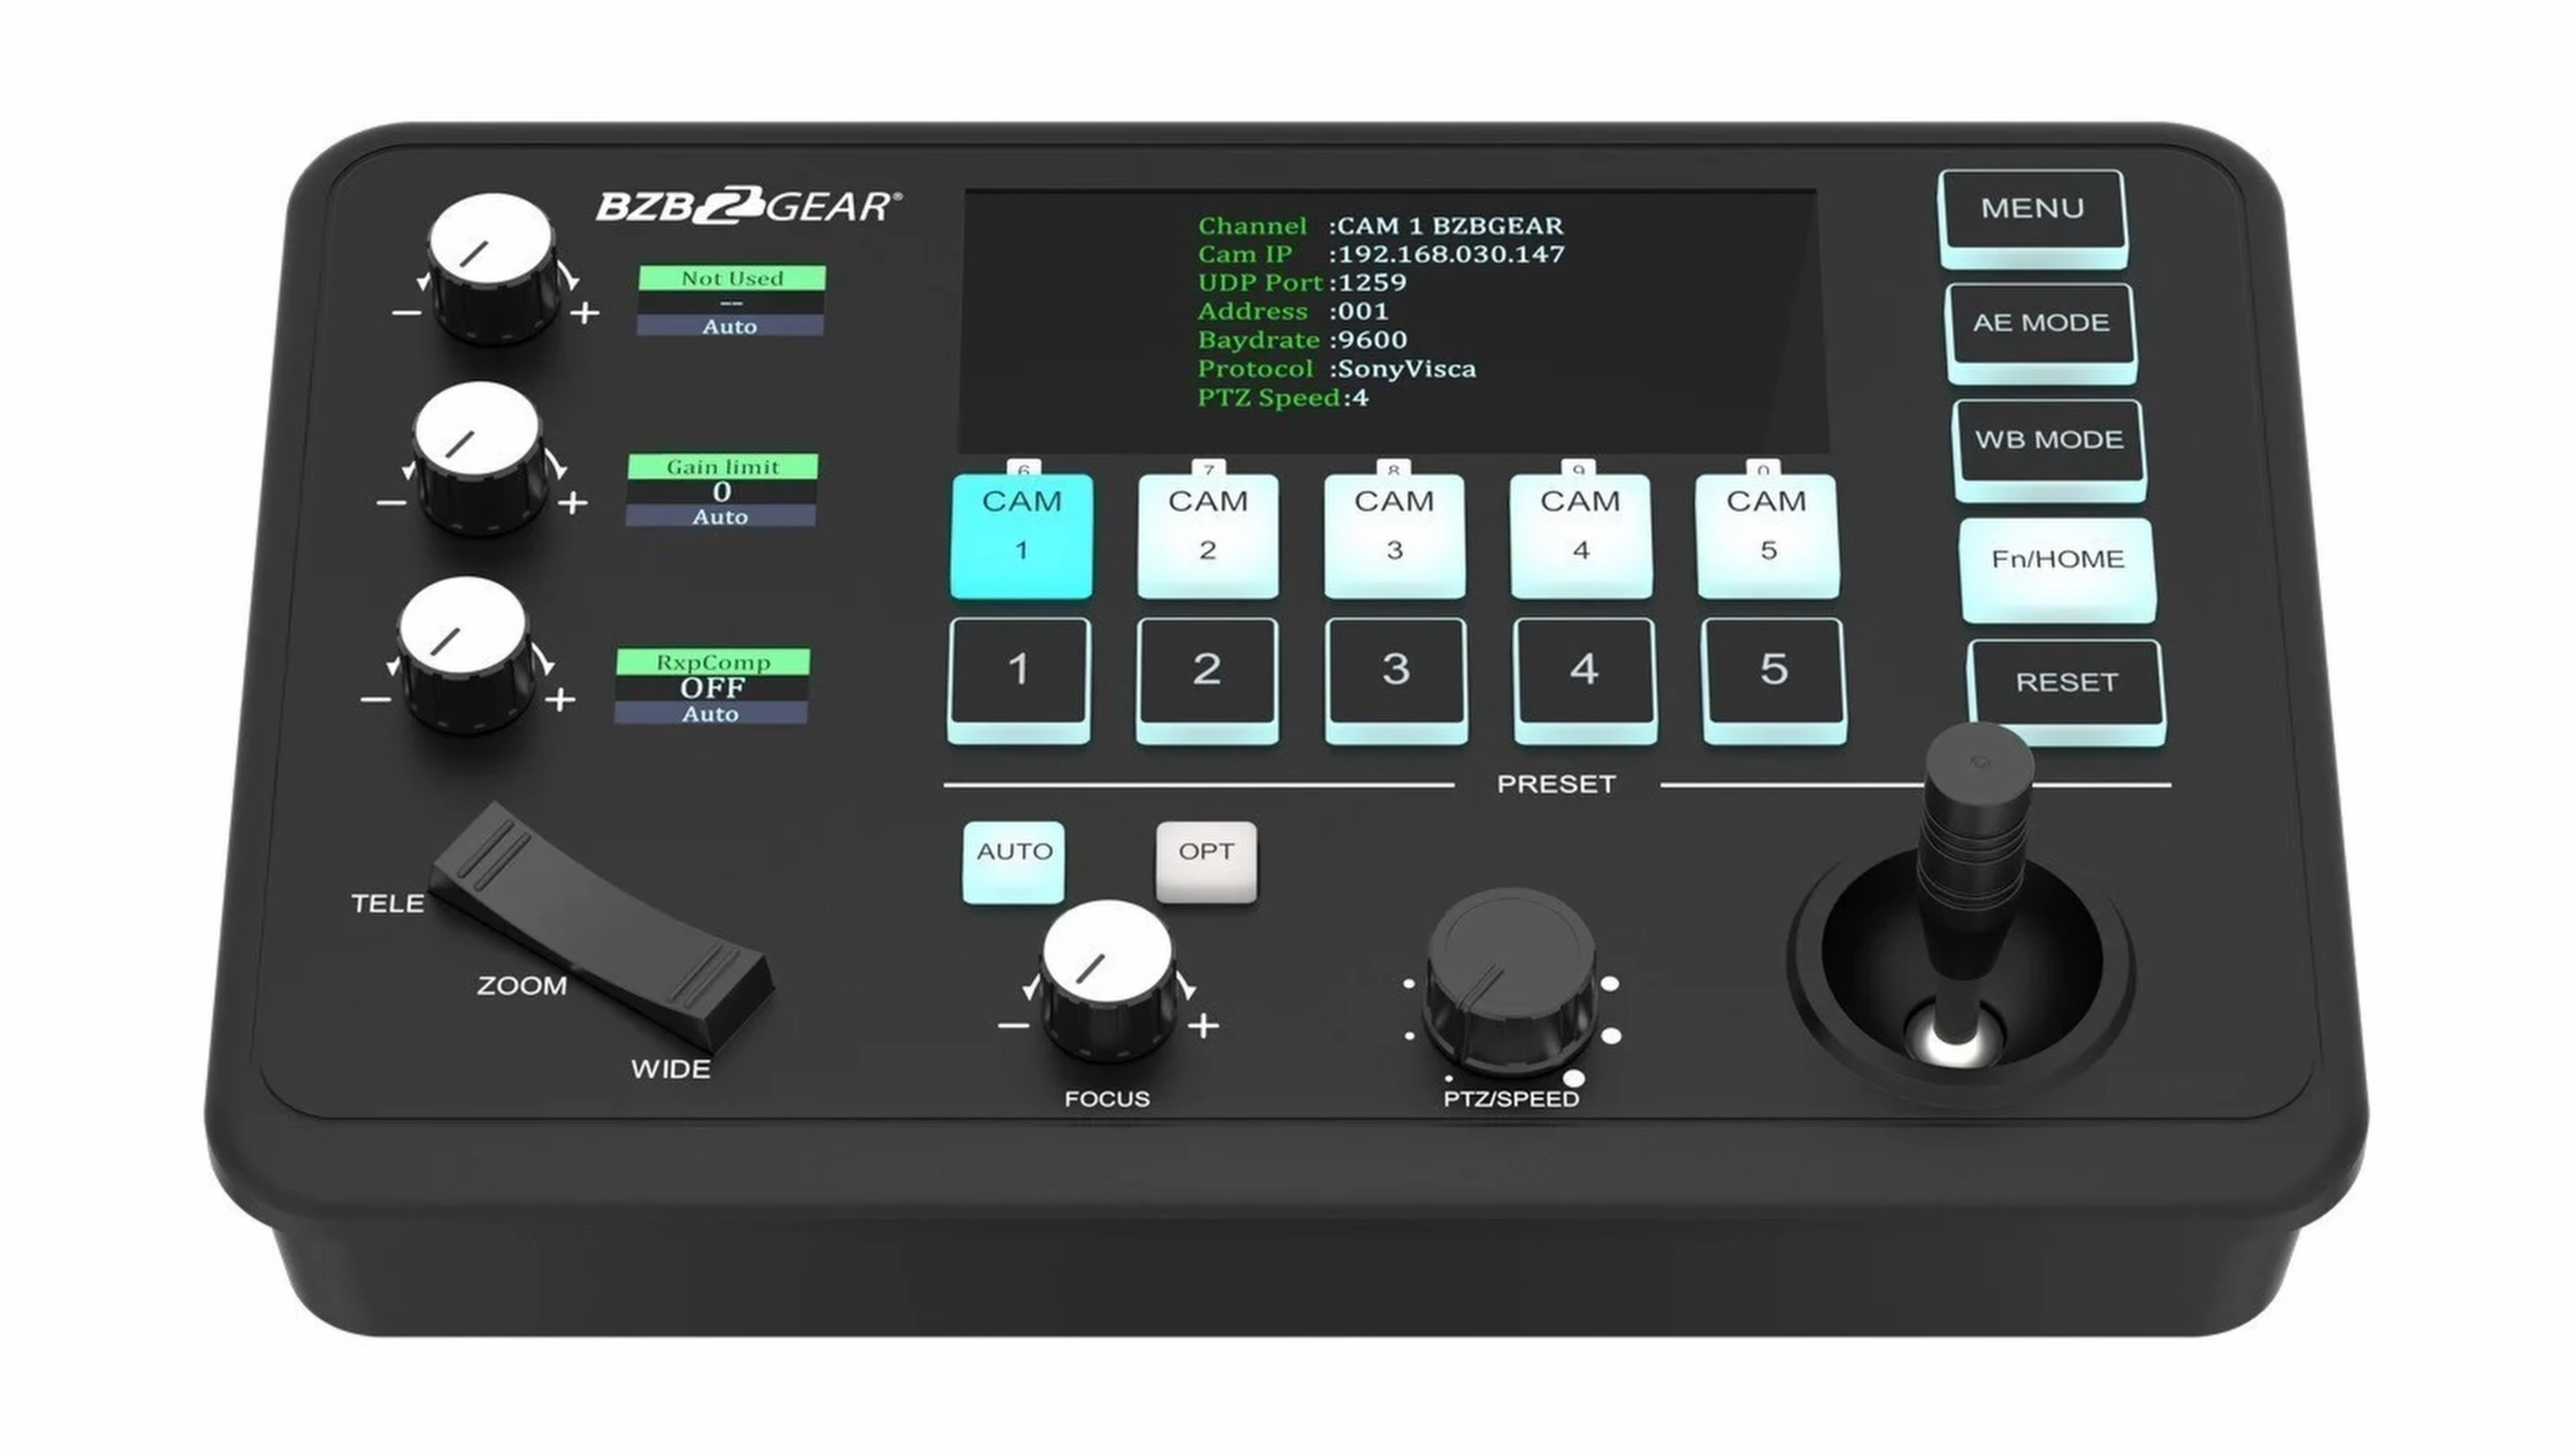 BZBGEAR®
Not Used
--
Auto
Gain limit
0
Auto
RxpComp
OFF
Auto
Channel :CAM 1 BZBGEAR
Cam IP :192.168.030.147
UDP Port:1259
Address :001
Baydrate :9600
Protocol :SonyVisca
PTZ Speed:4
6 7 8 9 0
CAM 1
CAM 2
CAM 3
CAM 4
CAM 5
1 2 3 4 5
PRESET
MENU
AE MODE
WB MODE
Fn/HOME
RESET
TELE
ZOOM
WIDE
AUTO
OPT
− +
− +
− +
− +
FOCUS
PTZ/SPEED